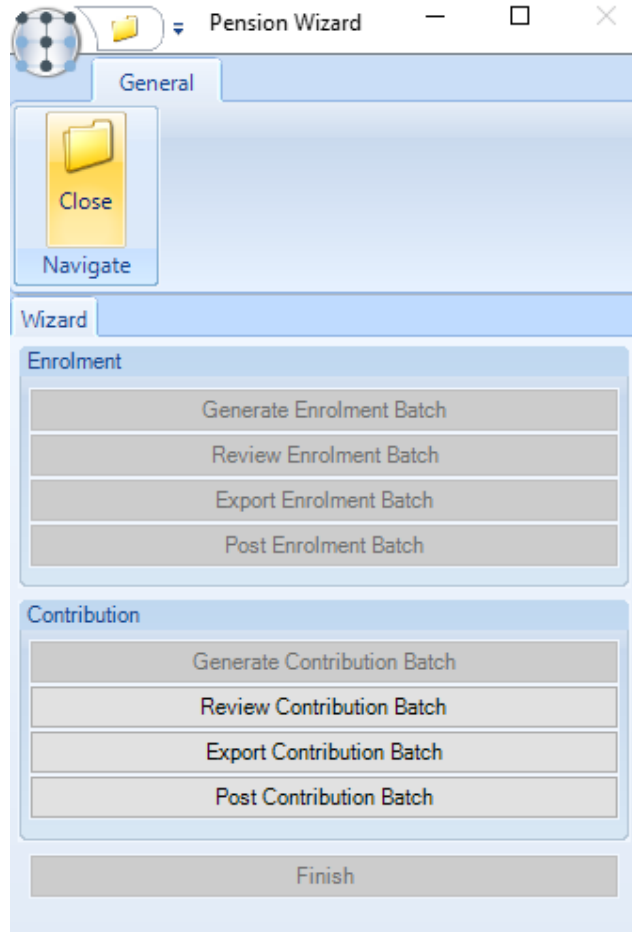 Pension Wizard
General
Close
Navigate
Wizard
Enrolment
Generate Enrolment Batch
Review Enrolment Batch
Export Enrolment Batch
Post Enrolment Batch
Contribution
Generate Contribution Batch
Review Contribution Batch
Export Contribution Batch
Post Contribution Batch
Finish